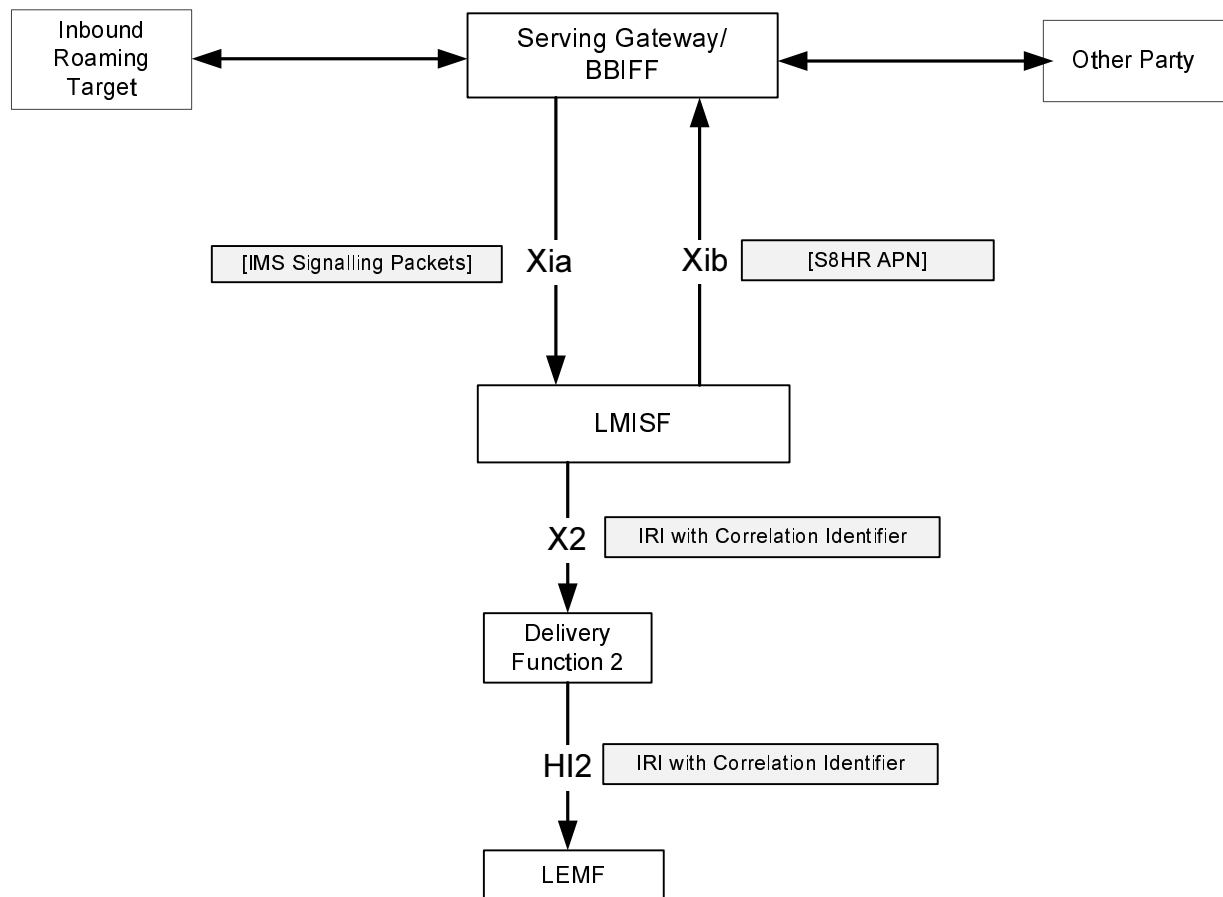 Inbound
Roaming
Target
Serving Gateway/
BBIFF
Other Party
[IMS Signalling Packets]
Xia
Xib
[S8HR APN]
LMISF
X2
IRI with Correlation Identifier
Delivery
Function 2
HI2
IRI with Correlation Identifier
LEMF